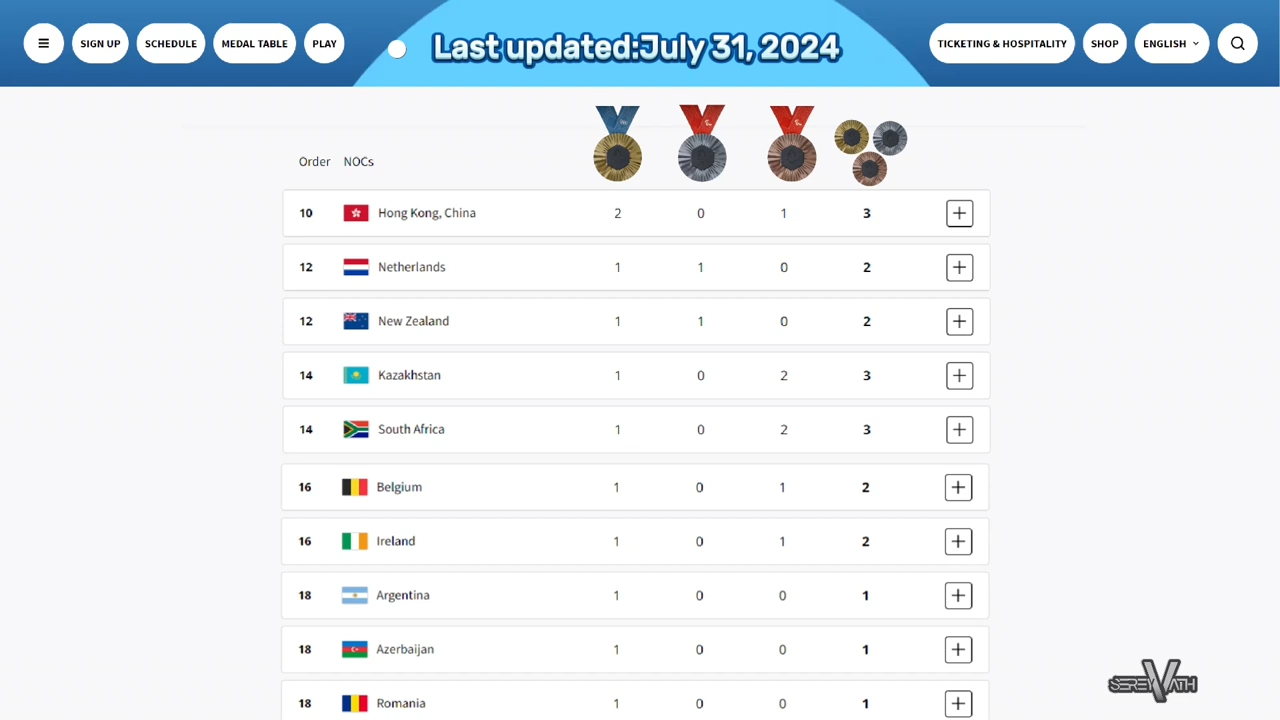 SIGN UP SCHEDULE MEDAL TABLE PLAY Last updated:July 31, 2024 TICKETING & HOSPITALITY SHOP ENGLISH
Order NOCs
10 Hong Kong, China 2 0 1 3
12 Netherlands 1 1 0 2
12 New Zealand 1 1 0 2
14 Kazakhstan 1 0 2 3
14 South Africa 1 0 2 3
16 Belgium 1 0 1 2
16 Ireland 1 0 1 2
18 Argentina 1 0 0 1
18 Azerbaijan 1 0 0 1
18 Romania 1 0 0 1
SEREYVATH